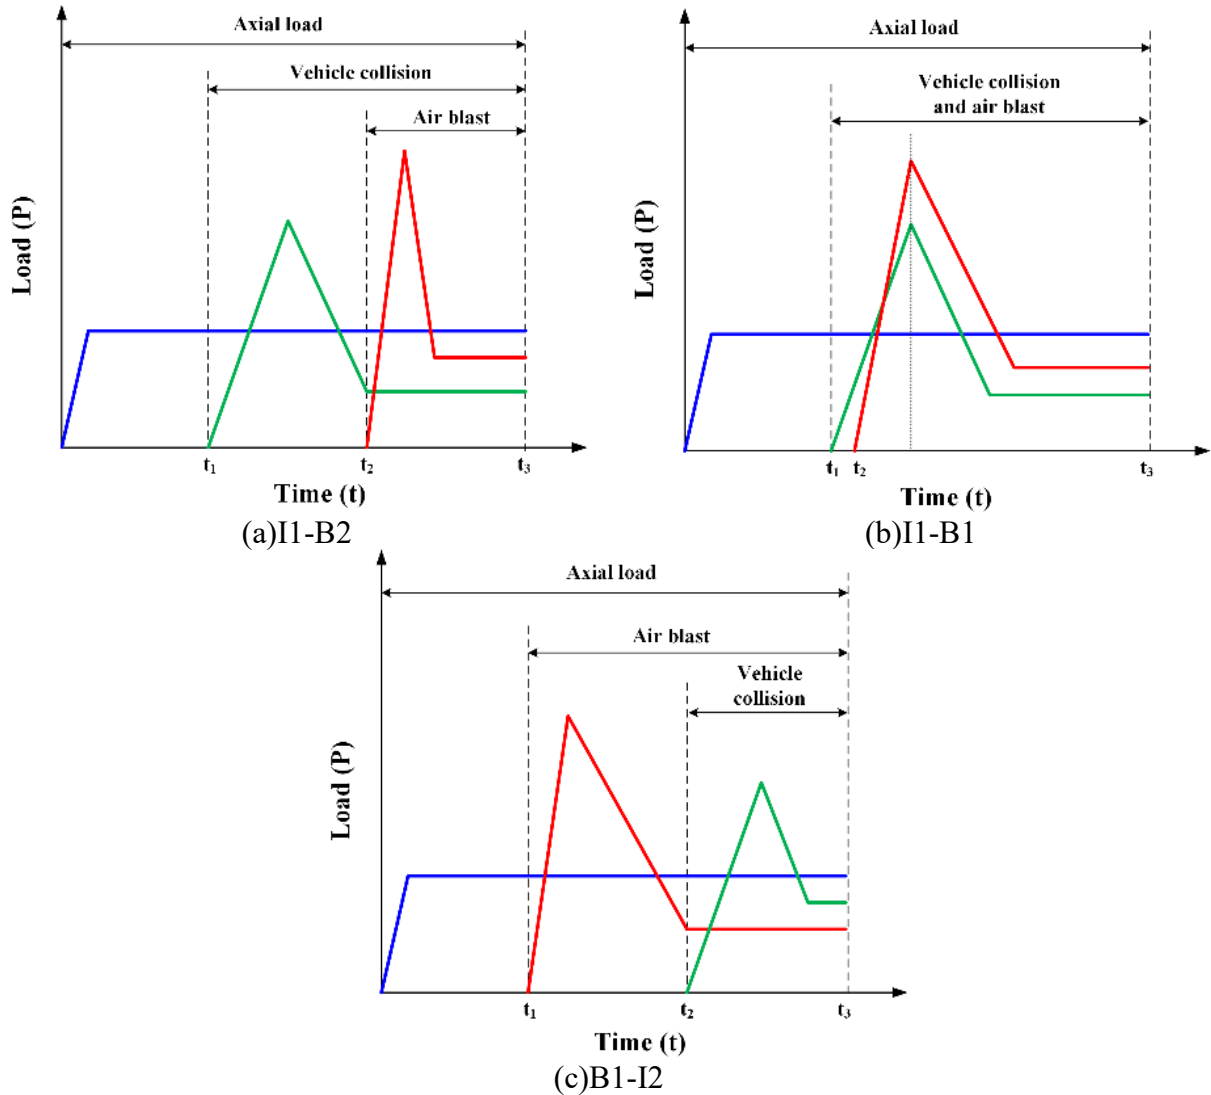 Axial load
Vehicle collision
Air blast
Load (P)
t₁
t₂
t₃
Time (t)
(a)I1-B2
Axial load
Vehicle collision
and air blast
Load (P)
t₁
t₂
t₃
Time (t)
(b)I1-B1
Axial load
Air blast
Vehicle
collision
Load (P)
t₁
t₂
t₃
Time (t)
(c)B1-I2